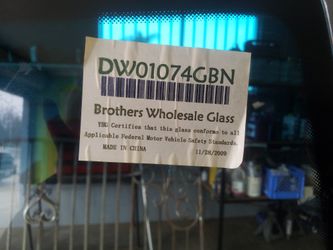 DW01074GBN
Brothers Wholesale Glass
YBG Certifies that this glass conforms to all
Applicable Federal Motor Vehicle Safety Standards.
MADE IN CHINA
11/28/2009